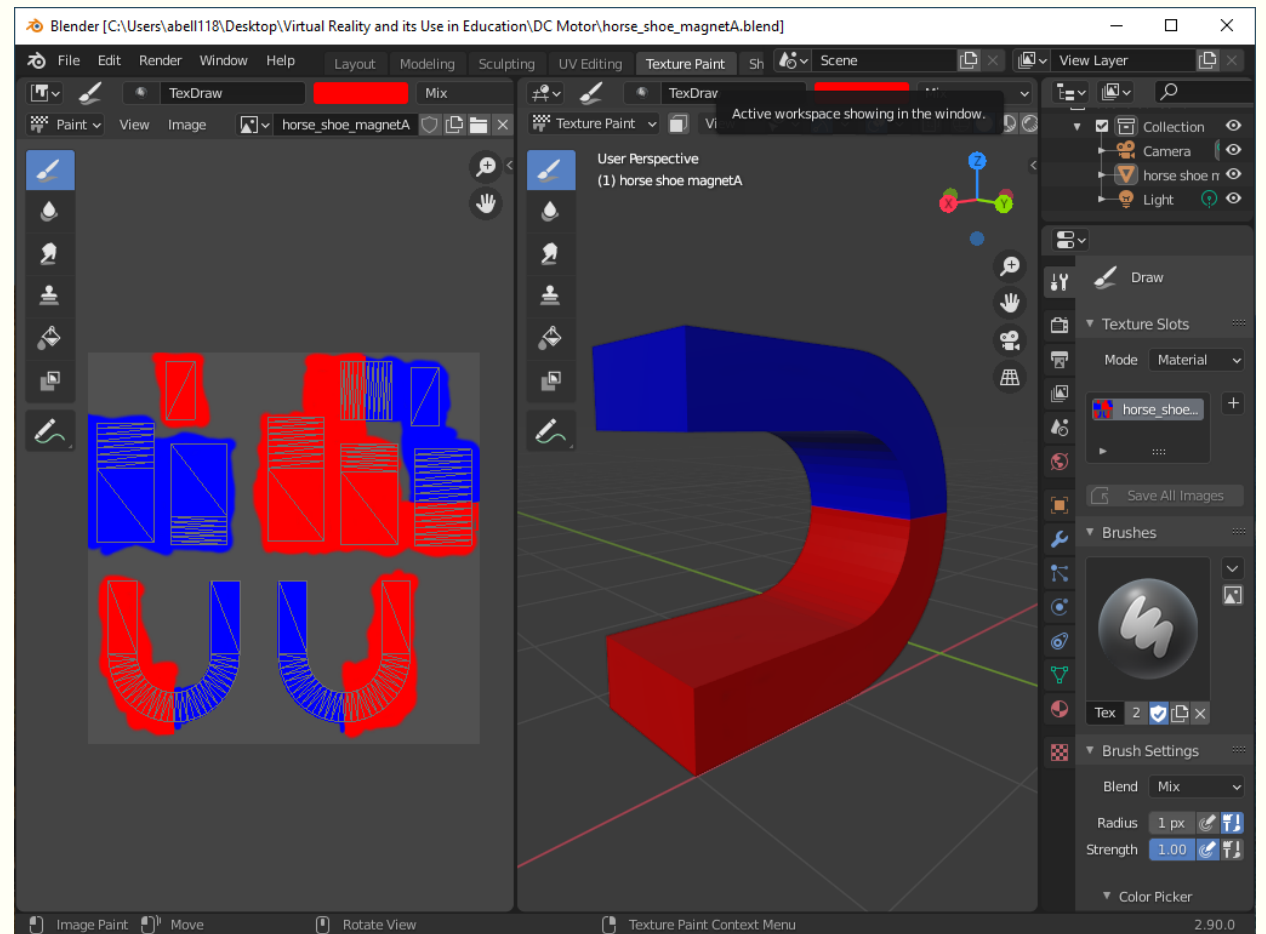 Blender [C:\Users\abell118\Desktop\Virtual Reality and its Use in Education\DC Motor\horse_shoe_magnetA.blend]
File Edit Render Window Help Layout Modeling Sculpting UV Editing Texture Paint Sh Scene View Layer
TexDraw Mix TexDraw
Active workspace showing in the window.
Paint View Image horse_shoe_magnetA Texture Paint Vi
User Perspective
(1) horse shoe magnetA
Z
X
Y
Collection
Camera
horse shoe m
Light
Draw
Texture Slots
Mode Material
horse_shoe...
Save All Images
Brushes
Tex 2
Brush Settings
Blend Mix
Radius 1 px
Strength 1.00
Color Picker
Image Paint Move Rotate View Texture Paint Context Menu 2.90.0